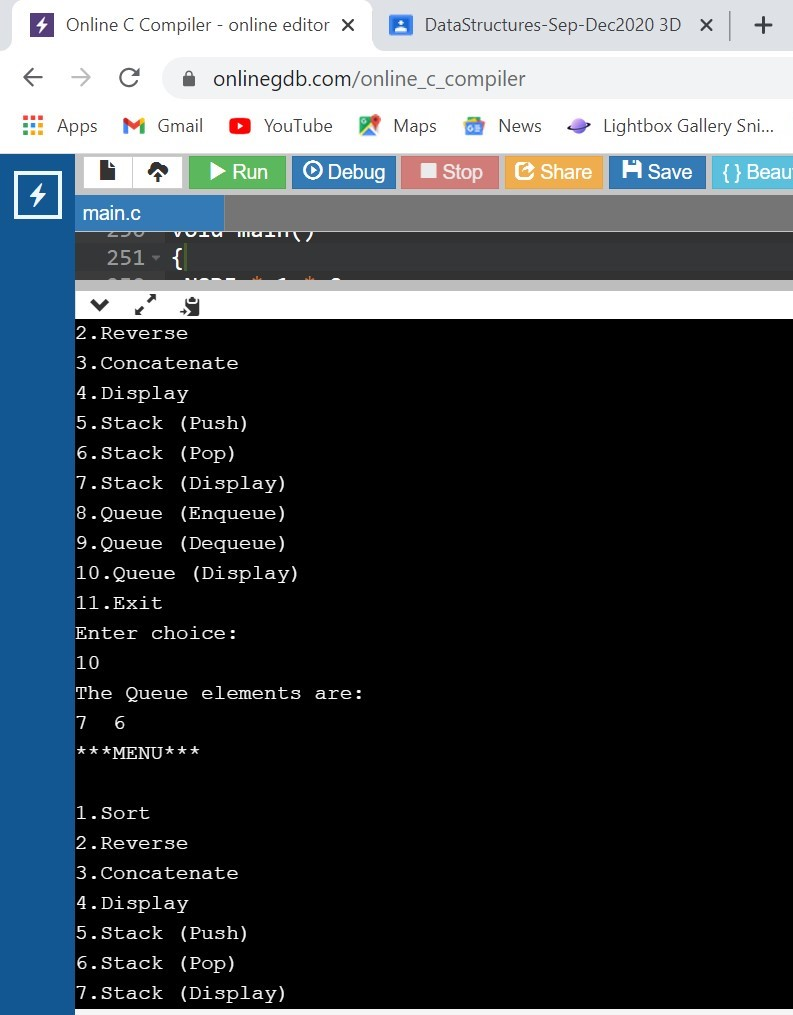 Online C Compiler - online editor
DataStructures-Sep-Dec2020 3D
onlinegdb.com/online_c_compiler
Apps Gmail YouTube Maps News Lightbox Gallery Sni...
Run Debug Stop Share Save { } Beau
main.c
250 void main()
251 {
2.Reverse
3.Concatenate
4.Display
5.Stack (Push)
6.Stack (Pop)
7.Stack (Display)
8.Queue (Enqueue)
9.Queue (Dequeue)
10.Queue (Display)
11.Exit
Enter choice:
10
The Queue elements are:
7 6
***MENU***
1.Sort
2.Reverse
3.Concatenate
4.Display
5.Stack (Push)
6.Stack (Pop)
7.Stack (Display)